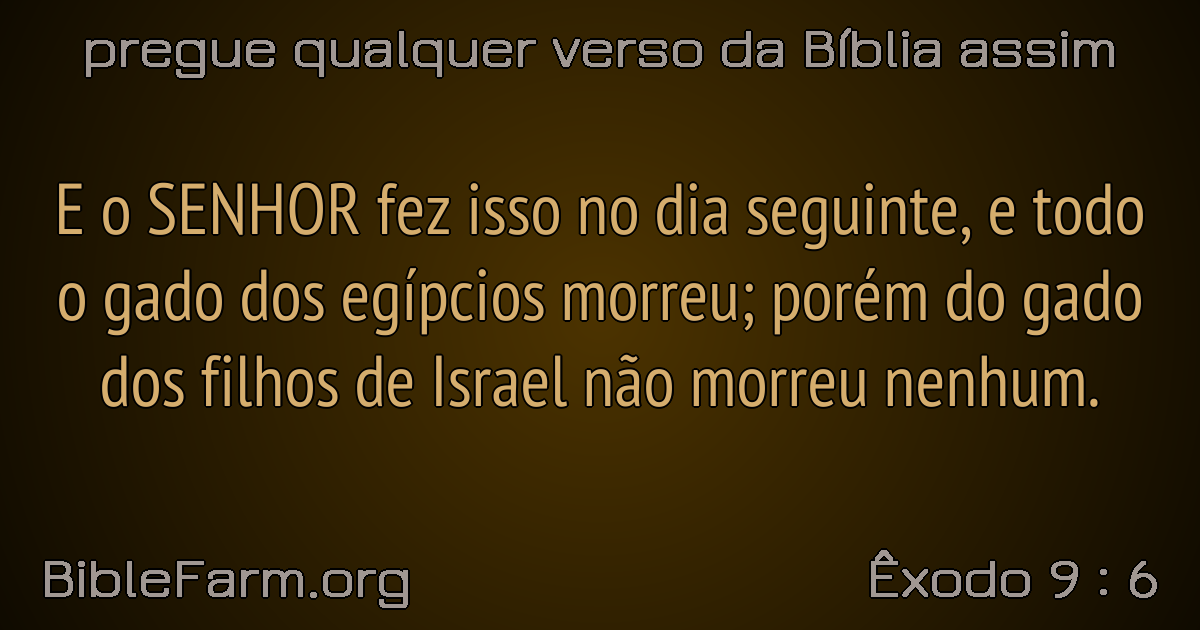 pregue qualquer verso da Bíblia assim
E o SENHOR fez isso no dia seguinte, e todo
o gado dos egípcios morreu; porém do gado
dos filhos de Israel não morreu nenhum.
BibleFarm.org
Êxodo 9 : 6